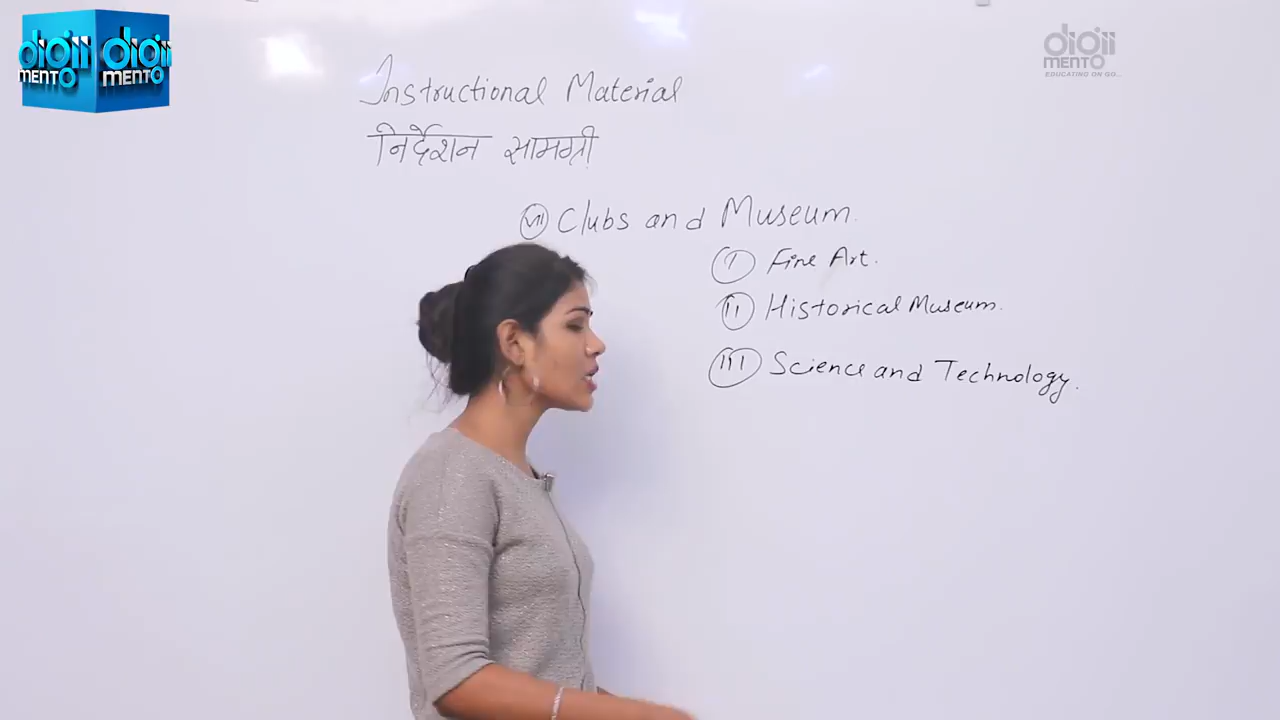 digii
MENTO
digii
MENTO
digii
MENTO
EDUCATING ON GO...
Instructional Material
निर्देशन सामग्री
VII Clubs and Museum.
I Fine Art.
II Historical Museum.
III Science and Technology.